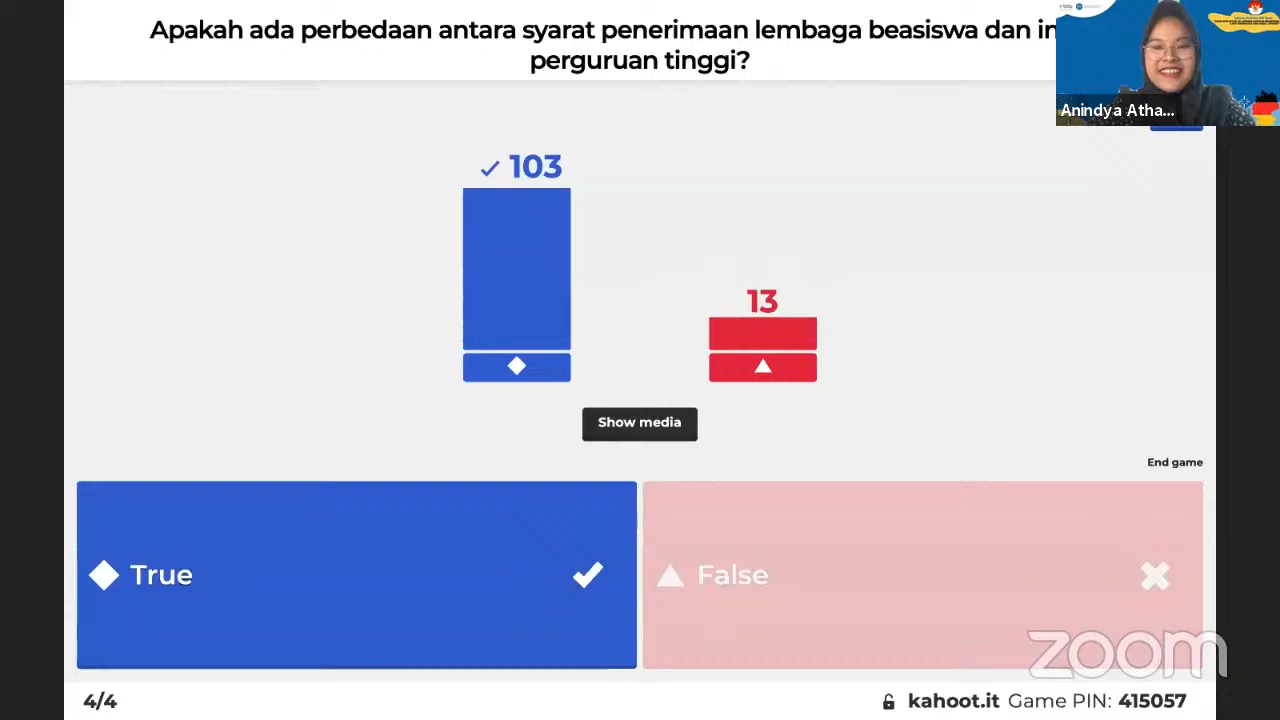 Apakah ada perbedaan antara syarat penerimaan lembaga beasiswa dan
perguruan tinggi?
Anindya Atha...
103
13
Show media
End game
True
False
zoom
4/4
kahoot.it Game PIN: 415057